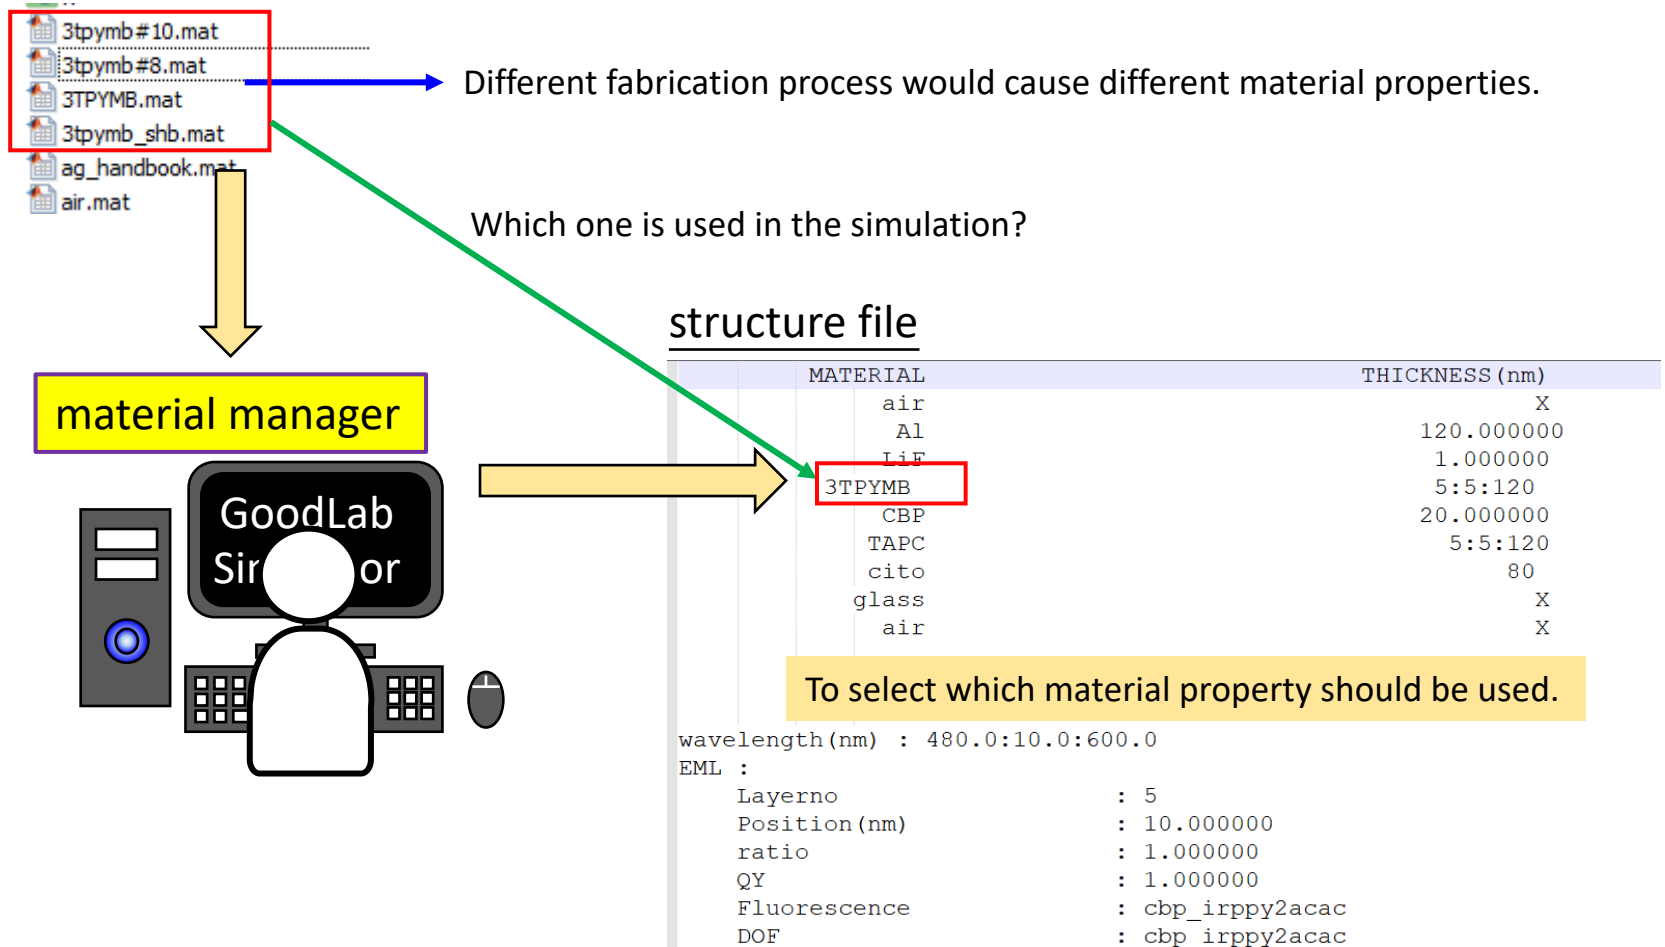 3tpymb#10.mat
3tpymb#8.mat
3TPYMB.mat
3tpymb_shb.mat
ag_handbook.mat
air.mat
Different fabrication process would cause different material properties.
Which one is used in the simulation?
structure file
material manager
GoodLab
MATERIAL THICKNESS(nm)
air X
Al 120.000000
LiF 1.000000
3TPYMB 5:5:120
CBP 20.000000
TAPC 5:5:120
cito 80
glass X
air X
To select which material property should be used.
wavelength(nm) : 480.0:10.0:600.0
EML :
Layerno : 5
Position(nm) : 10.000000
ratio : 1.000000
QY : 1.000000
Fluorescence : cbp_irppy2acac
DOF : cbp_irppy2acac